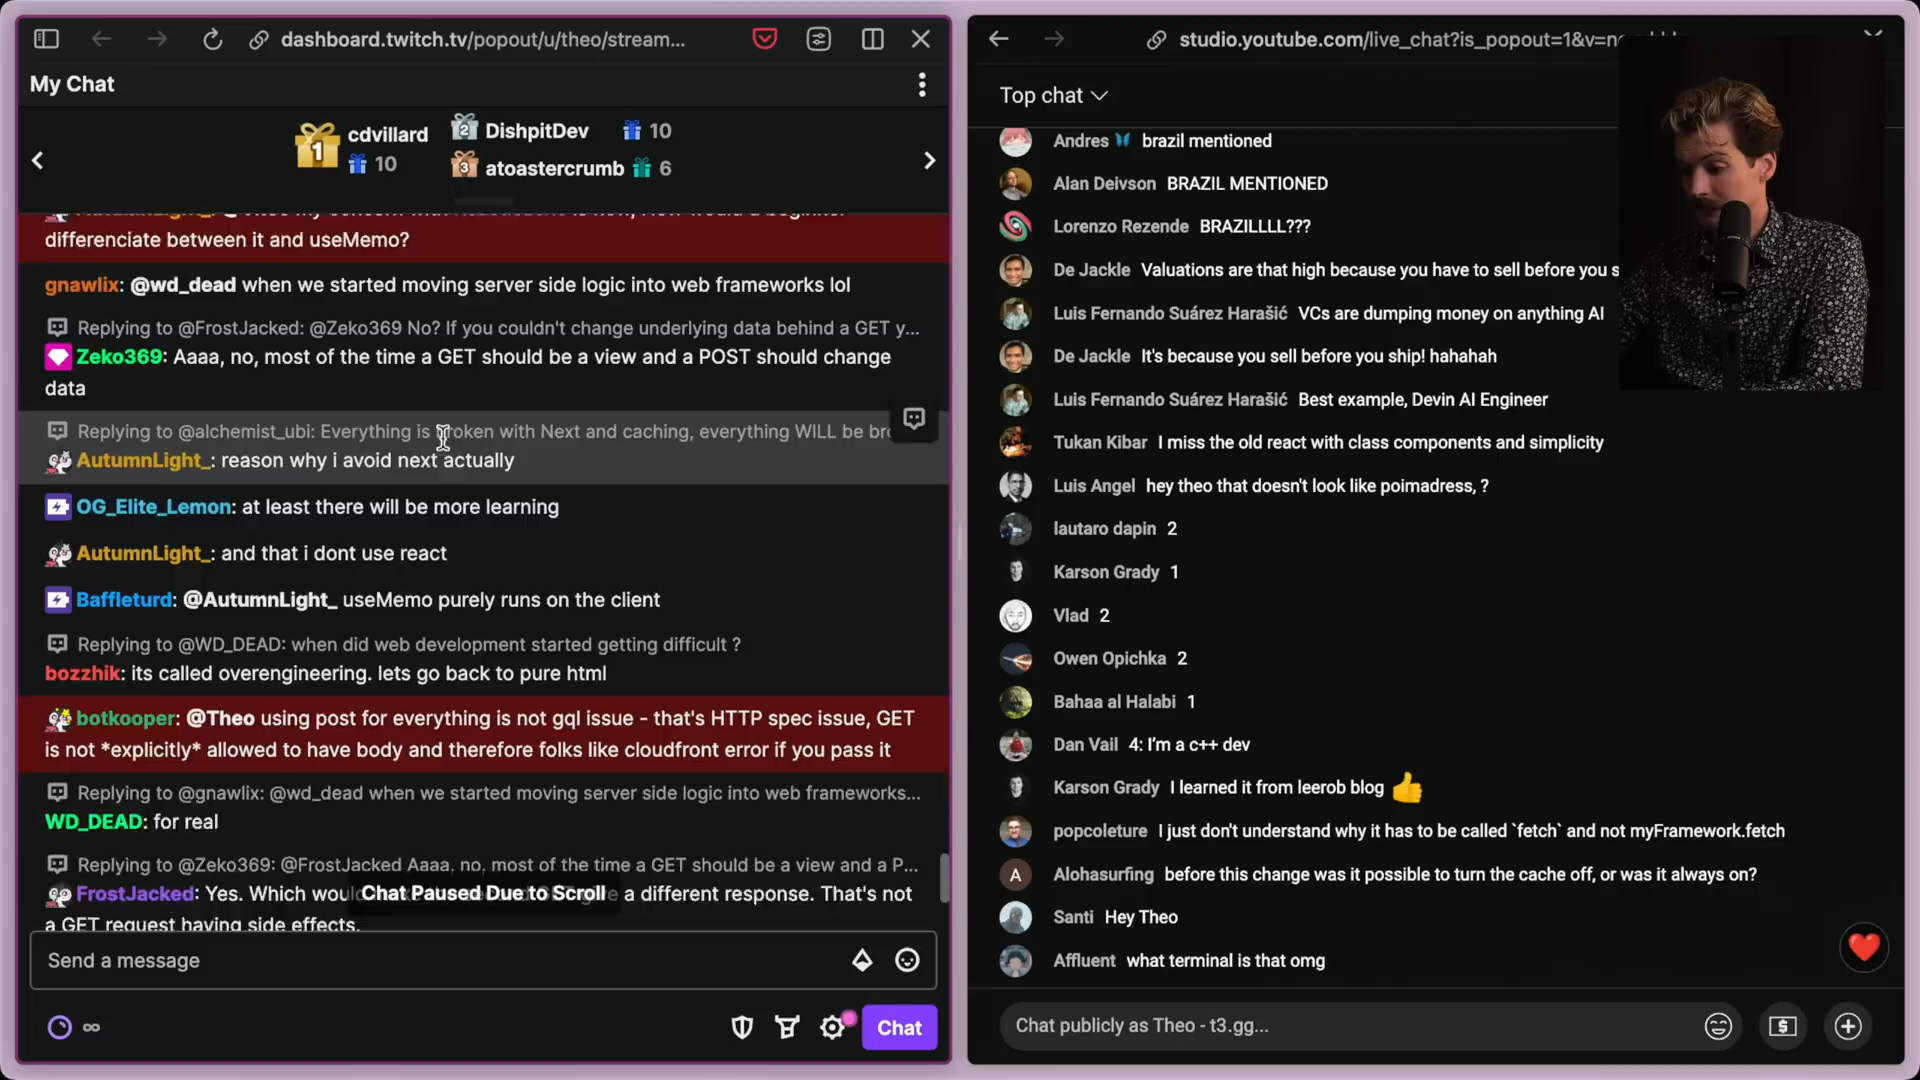 dashboard.twitch.tv/popout/u/theo/stream...
My Chat
1
cdvillard
10
2
DishpitDev
10
3
atoastercrumb
6
differenciate between it and useMemo?
gnawlix: @wd_dead when we started moving server side logic into web frameworks lol
Replying to @FrostJacked: @Zeko369 No? If you couldn't change underlying data behind a GET y...
Zeko369: Aaaa, no, most of the time a GET should be a view and a POST should change
data
Replying to @alchemist_ubi: Everything is broken with Next and caching, everything WILL be bro
AutumnLight_: reason why i avoid next actually
OG_Elite_Lemon: at least there will be more learning
AutumnLight_: and that i dont use react
Baffleturd: @AutumnLight_ useMemo purely runs on the client
Replying to @WD_DEAD: when did web development started getting difficult ?
bozzhik: its called overengineering. lets go back to pure html
botkooper: @Theo using post for everything is not gql issue - that's HTTP spec issue, GET
is not *explicitly* allowed to have body and therefore folks like cloudfront error if you pass it
Replying to @gnawlix: @wd_dead when we started moving server side logic into web frameworks...
WD_DEAD: for real
Replying to @Zeko369: @FrostJacked Aaaa, no, most of the time a GET should be a view and a P...
FrostJacked: Yes. Which woul a different response. That's not
Chat Paused Due to Scroll
a GET request having side effects.
Send a message
∞
Chat
studio.youtube.com/live_chat?is_popout=1&v=n
Top chat
Andres brazil mentioned
Alan Deivson BRAZIL MENTIONED
Lorenzo Rezende BRAZILLLL???
De Jackle Valuations are that high because you have to sell before you s
Luis Fernando Suárez Harašić VCs are dumping money on anything AI
De Jackle It's because you sell before you ship! hahahah
Luis Fernando Suárez Harašić Best example, Devin AI Engineer
Tukan Kibar I miss the old react with class components and simplicity
Luis Angel hey theo that doesn't look like poimadress, ?
lautaro dapin 2
Karson Grady 1
Vlad 2
Owen Opichka 2
Bahaa al Halabi 1
Dan Vail 4: I'm a c++ dev
Karson Grady I learned it from leerob blog
popcoleture I just don't understand why it has to be called `fetch` and not myFramework.fetch
A
Alohasurfing before this change was it possible to turn the cache off, or was it always on?
Santi Hey Theo
Affluent what terminal is that omg
Chat publicly as Theo - t3.gg...